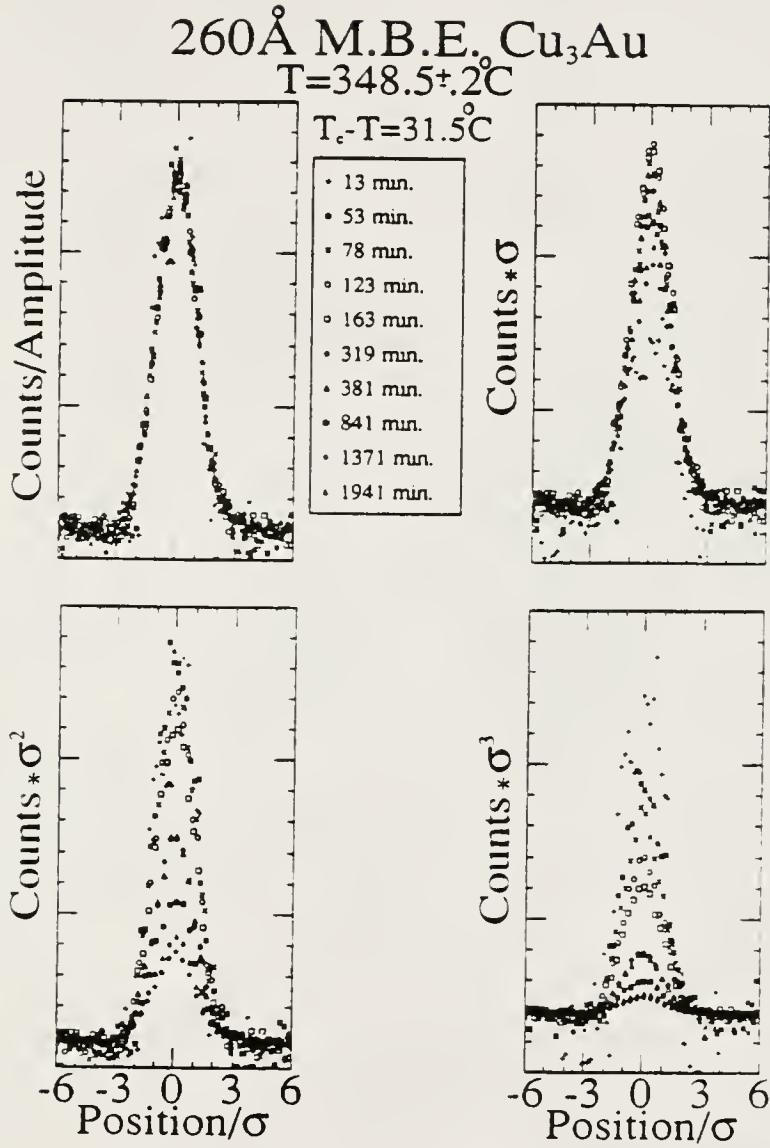 260Å M.B.E. Cu₃Au
T=348.5±.2°C
T_c-T=31.5°C
Counts/Amplitude
13 min.
53 min.
78 min.
123 min.
163 min.
319 min.
381 min.
841 min.
1371 min.
1941 min.
Counts*σ
Counts*σ²
-6 -3 0 3 6
Position/σ
Counts*σ³
-6 -3 0 3 6
Position/σ